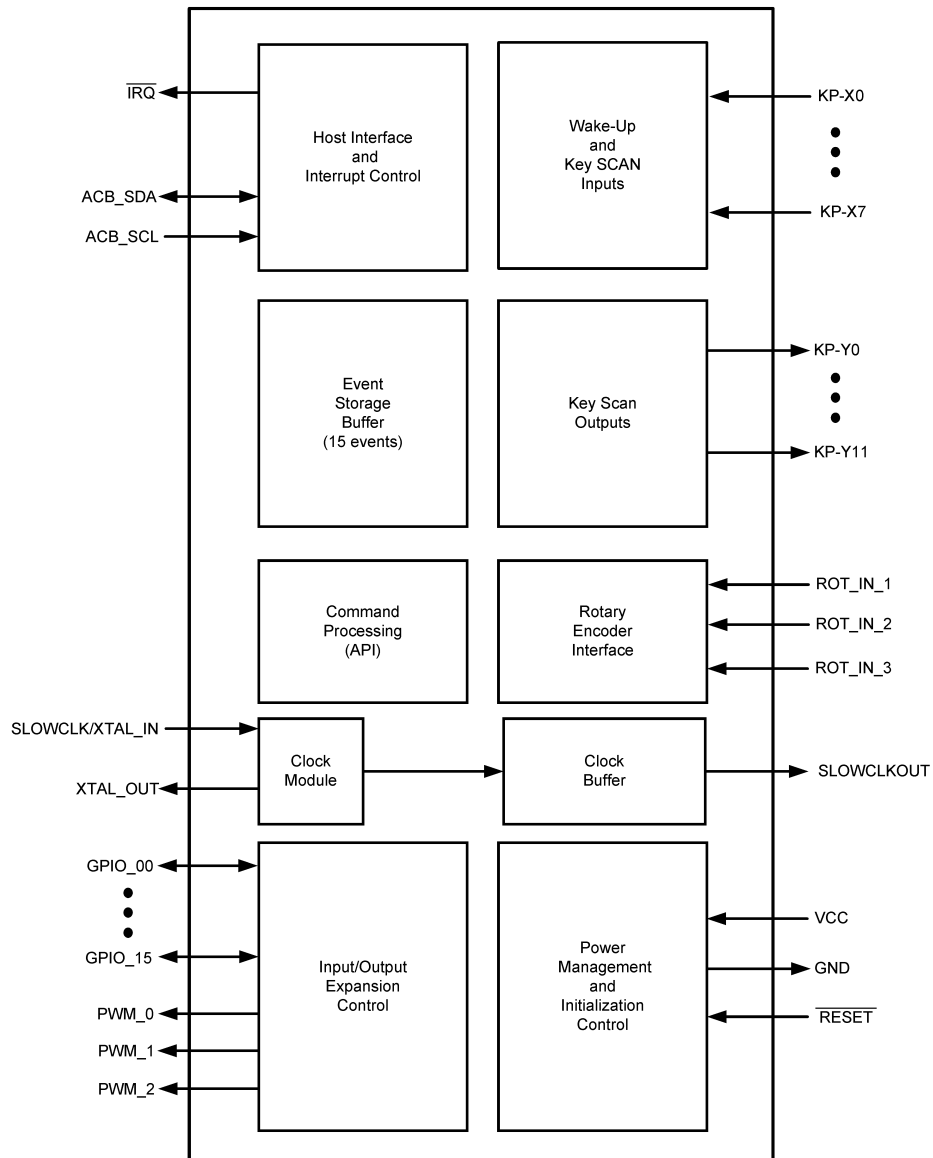 IRQ
ACB_SDA
ACB_SCL
Host Interface
and
Interrupt Control
Wake-Up
and
Key SCAN
Inputs
KP-X0
KP-X7
Event
Storage
Buffer
(15 events)
Key Scan
Outputs
KP-Y0
KP-Y11
Command
Processing
(API)
Rotary
Encoder
Interface
ROT_IN_1
ROT_IN_2
ROT_IN_3
SLOWCLK/XTAL_IN
XTAL_OUT
Clock
Module
Clock
Buffer
SLOWCLKOUT
GPIO_00
GPIO_15
PWM_0
PWM_1
PWM_2
Input/Output
Expansion
Control
Power
Management
and
Initialization
Control
VCC
GND
RESET